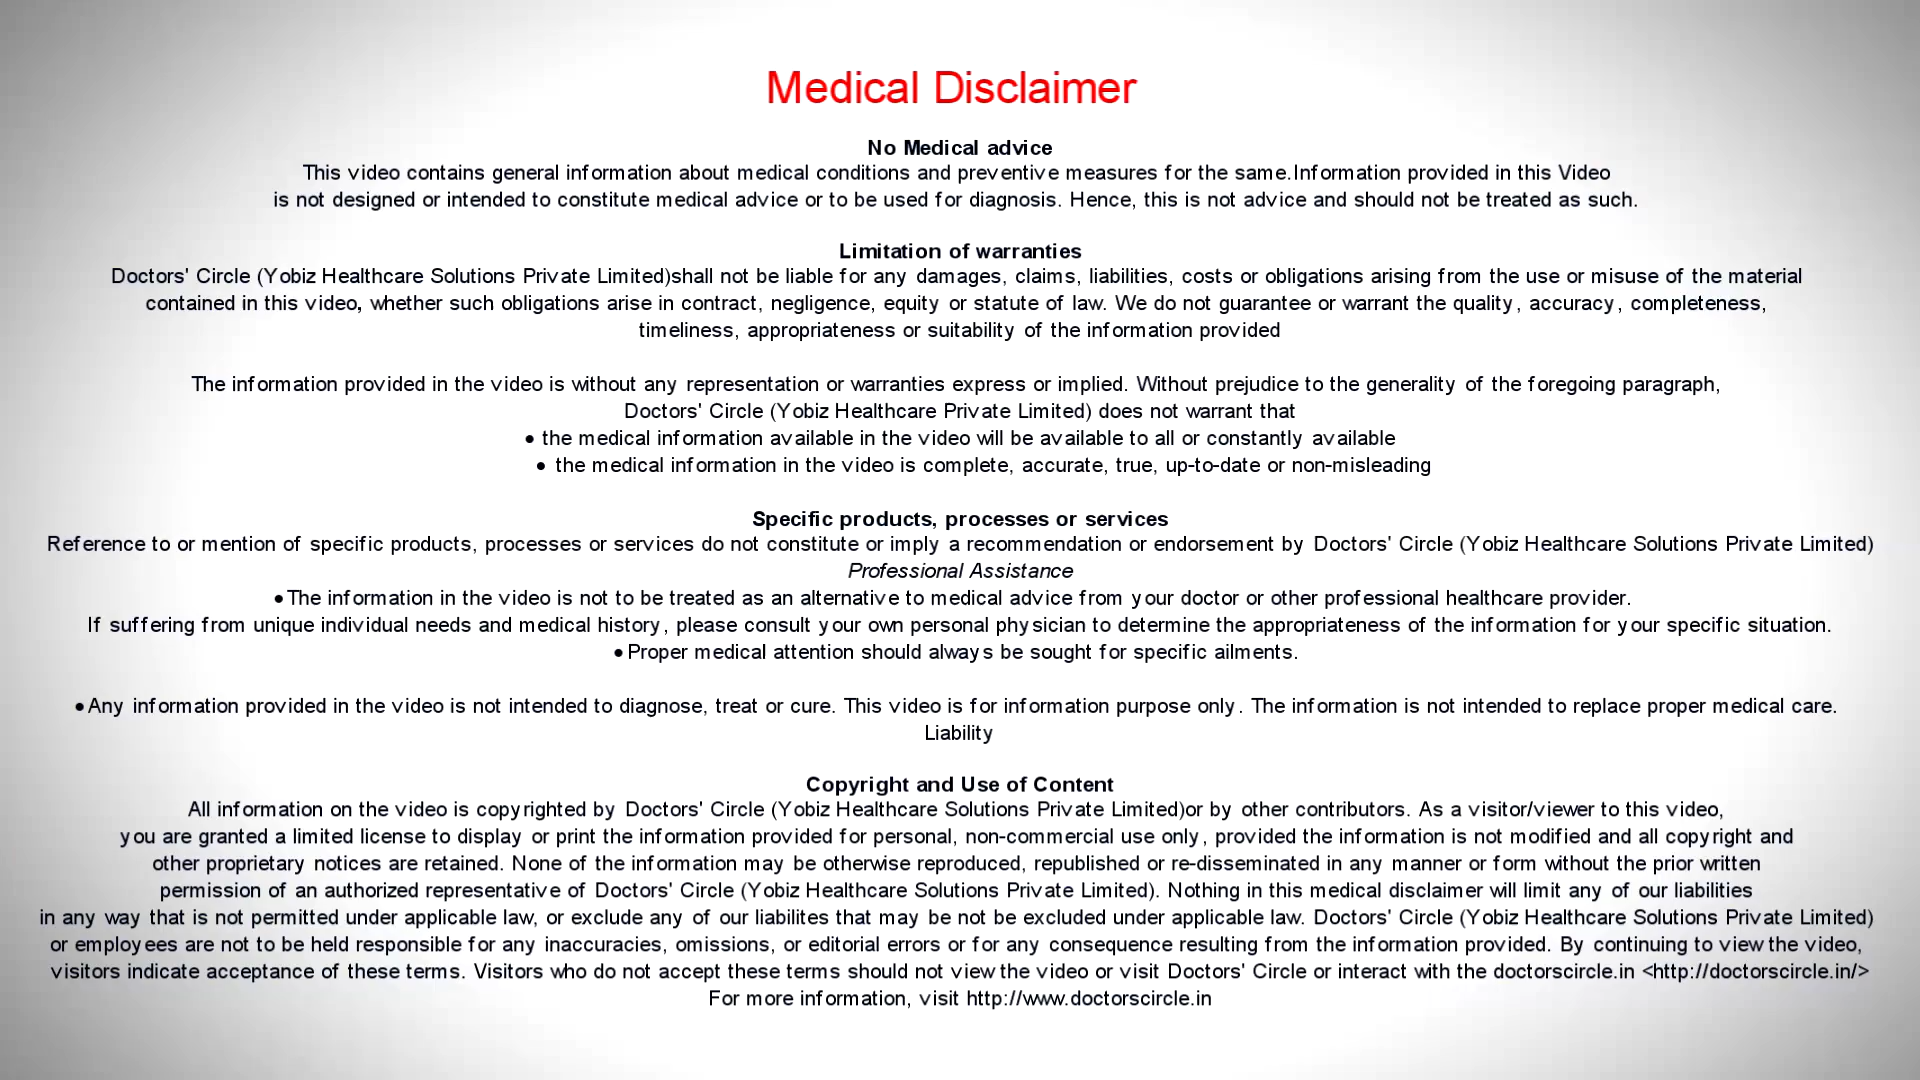 Medical Disclaimer
No Medical advice
This video contains general information about medical conditions and preventive measures for the same.Information provided in this Video
is not designed or intended to constitute medical advice or to be used for diagnosis. Hence, this is not advice and should not be treated as such.
Limitation of warranties
Doctors' Circle (Yobiz Healthcare Solutions Private Limited)shall not be liable for any damages, claims, liabilities, costs or obligations arising from the use or misuse of the material
contained in this video, whether such obligations arise in contract, negligence, equity or statute of law. We do not guarantee or warrant the quality, accuracy, completeness,
timeliness, appropriateness or suitability of the information provided
The information provided in the video is without any representation or warranties express or implied. Without prejudice to the generality of the foregoing paragraph,
Doctors' Circle (Yobiz Healthcare Private Limited) does not warrant that
• the medical information available in the video will be available to all or constantly available
• the medical information in the video is complete, accurate, true, up-to-date or non-misleading
Specific products, processes or services
Reference to or mention of specific products, processes or services do not constitute or imply a recommendation or endorsement by Doctors' Circle (Yobiz Healthcare Solutions Private Limited)
Professional Assistance
•The information in the video is not to be treated as an alternative to medical advice from your doctor or other professional healthcare provider.
If suffering from unique individual needs and medical history, please consult your own personal physician to determine the appropriateness of the information for your specific situation.
•Proper medical attention should always be sought for specific ailments.
•Any information provided in the video is not intended to diagnose, treat or cure. This video is for information purpose only. The information is not intended to replace proper medical care.
Liability
Copyright and Use of Content
All information on the video is copyrighted by Doctors' Circle (Yobiz Healthcare Solutions Private Limited)or by other contributors. As a visitor/viewer to this video,
you are granted a limited license to display or print the information provided for personal, non-commercial use only, provided the information is not modified and all copyright and
other proprietary notices are retained. None of the information may be otherwise reproduced, republished or re-disseminated in any manner or form without the prior written
permission of an authorized representative of Doctors' Circle (Yobiz Healthcare Solutions Private Limited). Nothing in this medical disclaimer will limit any of our liabilities
in any way that is not permitted under applicable law, or exclude any of our liabilites that may be not be excluded under applicable law. Doctors' Circle (Yobiz Healthcare Solutions Private Limited)
or employees are not to be held responsible for any inaccuracies, omissions, or editorial errors or for any consequence resulting from the information provided. By continuing to view the video,
visitors indicate acceptance of these terms. Visitors who do not accept these terms should not view the video or visit Doctors' Circle or interact with the doctorscircle.in <http://doctorscircle.in/>
For more information, visit http://www.doctorscircle.in